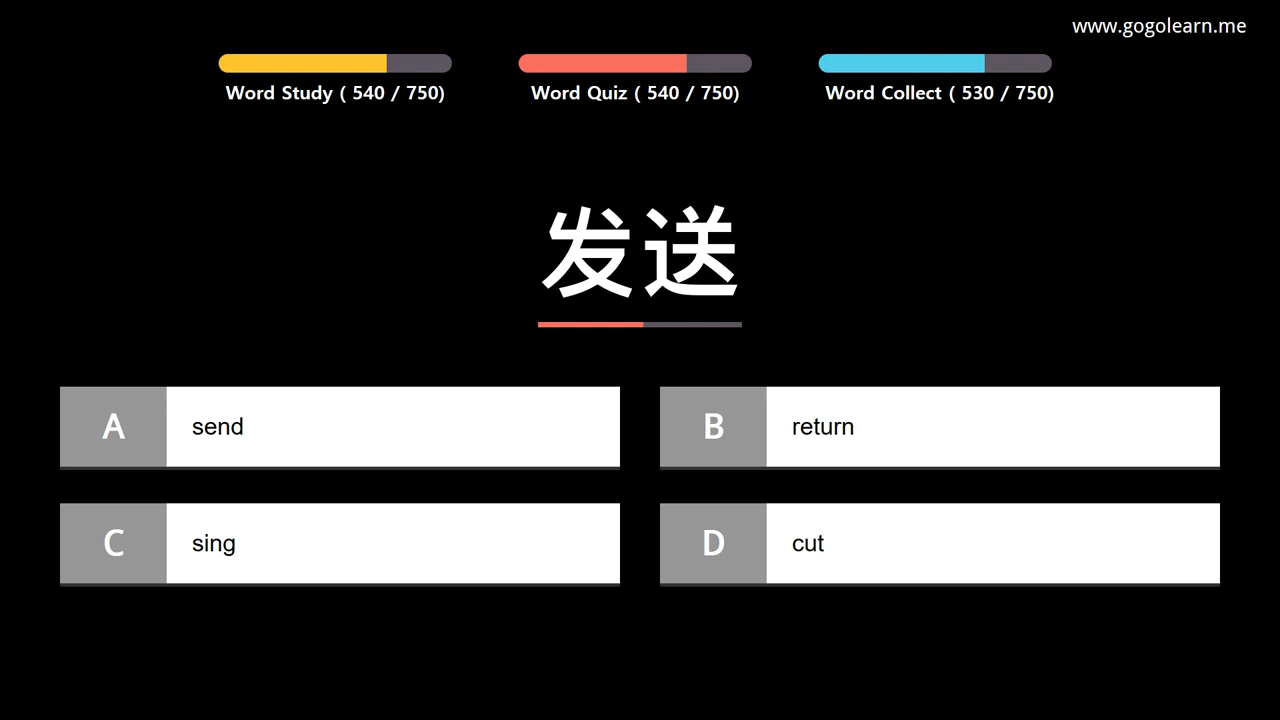 www.gogolearn.me
Word Study ( 540 / 750)
Word Quiz ( 540 / 750)
Word Collect ( 530 / 750)
发送
A
send
B
return
C
sing
D
cut